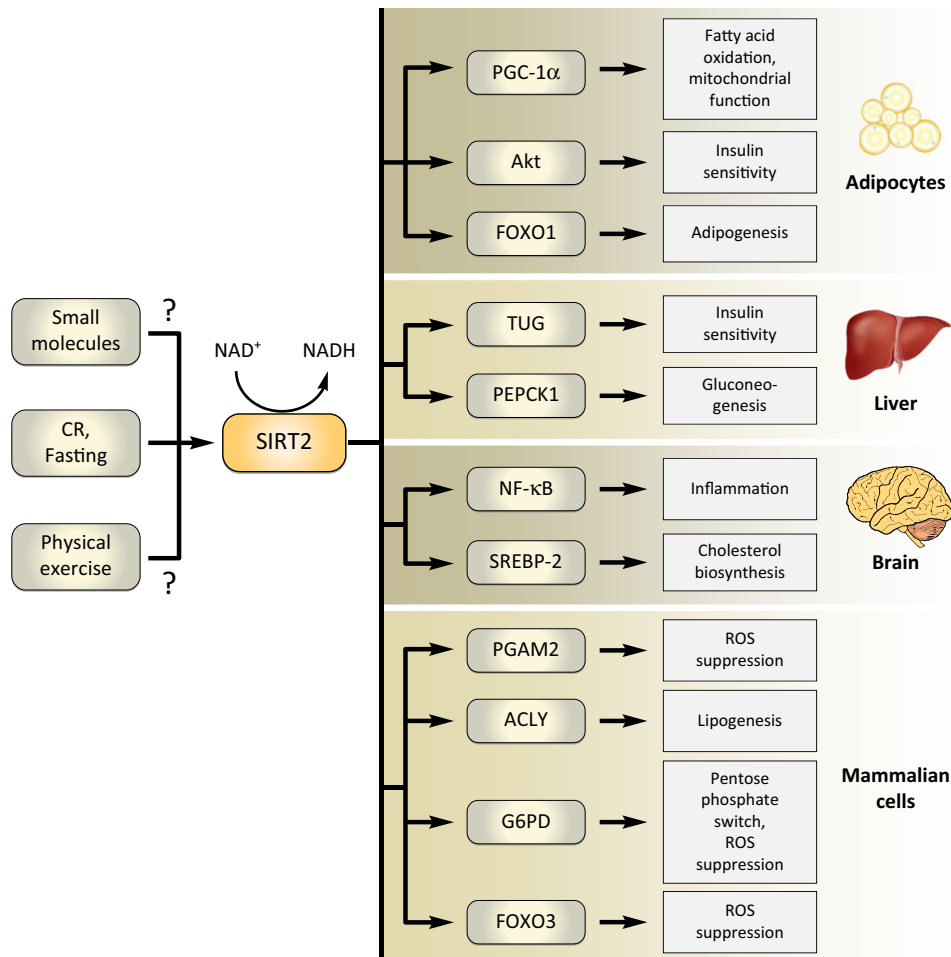 Small
molecules
?
CR,
Fasting
Physical
exercise
?
NAD⁺
NADH
SIRT2
PGC-1α
Fatty acid
oxidation,
mitochondrial
function
Akt
Insulin
sensitivity
FOXO1
Adipogenesis
Adipocytes
TUG
Insulin
sensitivity
PEPCK1
Gluconeo-
genesis
Liver
NF-κB
Inflammation
SREBP-2
Cholesterol
biosynthesis
Brain
PGAM2
ROS
suppression
ACLY
Lipogenesis
G6PD
Pentose
phosphate
switch,
ROS
suppression
FOXO3
ROS
suppression
Mammalian
cells